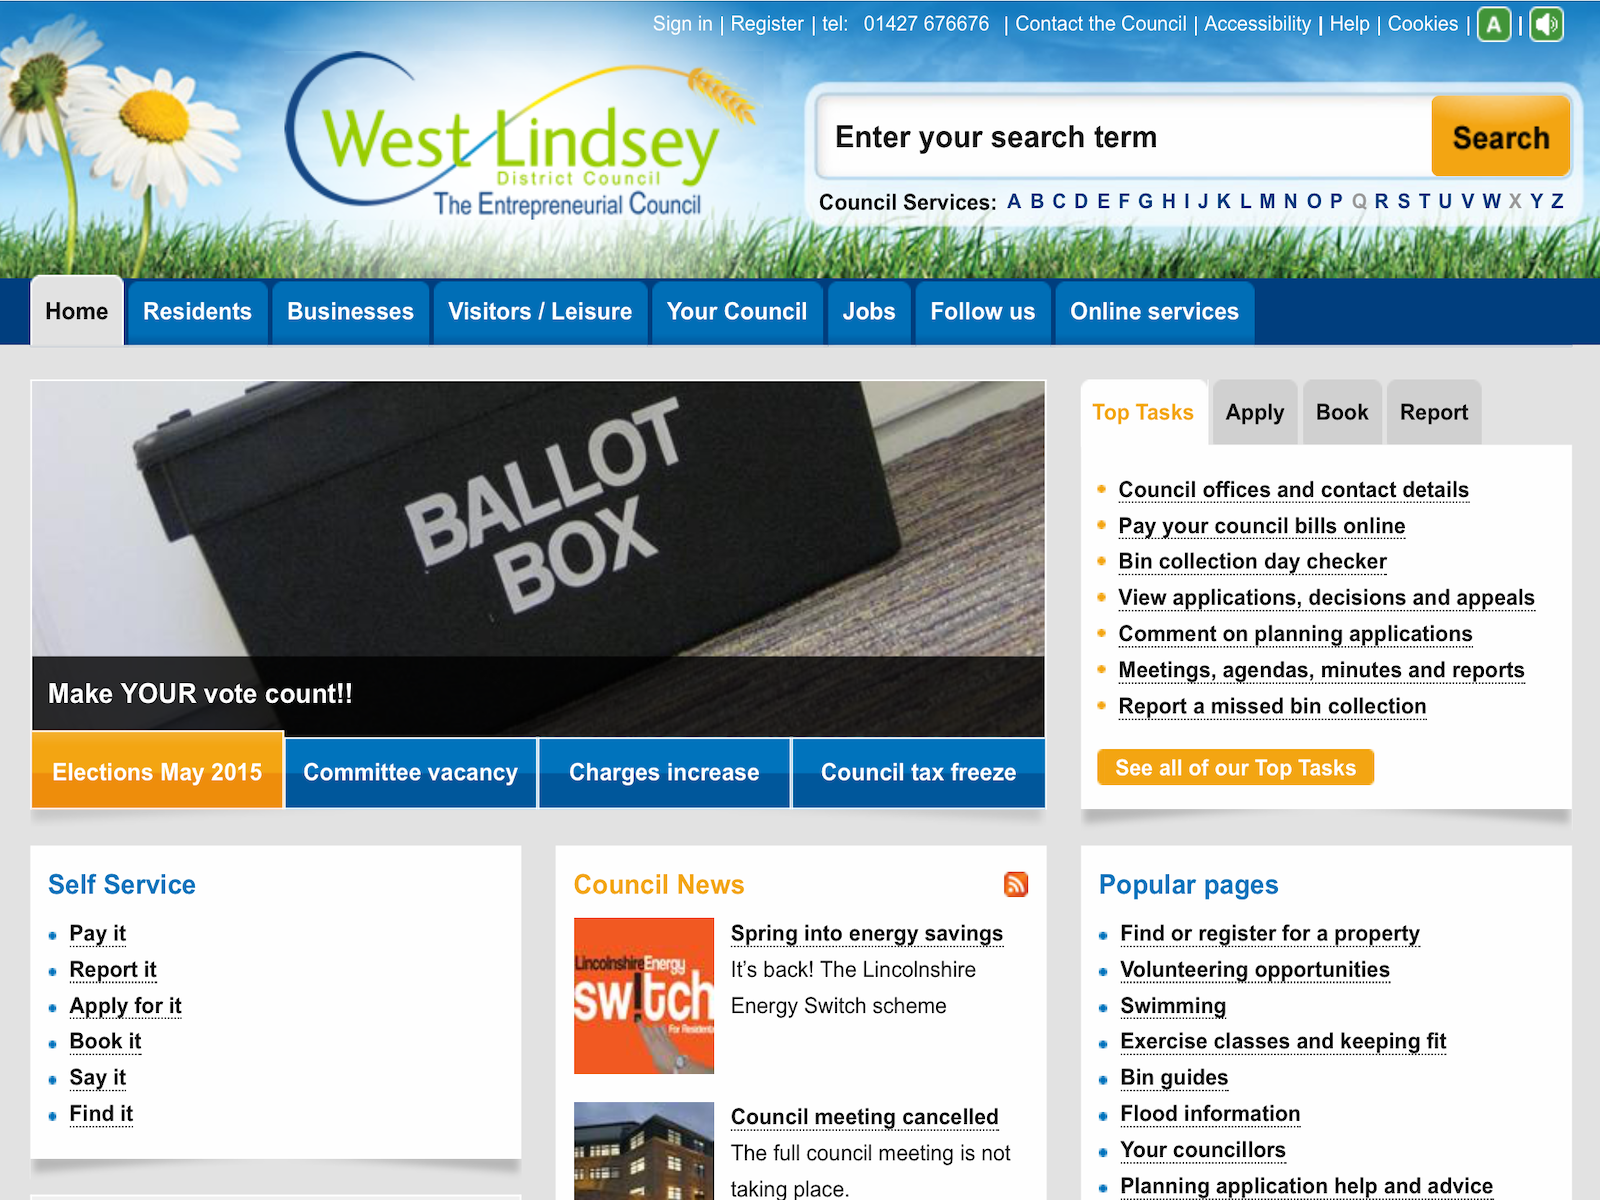 Sign in | Register | tel: 01427 676676 | Contact the Council | Accessibility | Help | Cookies | A |
West Lindsey
District Council
The Entrepreneurial Council
Enter your search term
Search
Council Services: A B C D E F G H I J K L M N O P Q R S T U V W X Y Z
Home Residents Businesses Visitors / Leisure Your Council Jobs Follow us Online services
BALLOT
BOX
Make YOUR vote count!!
Elections May 2015 Committee vacancy Charges increase Council tax freeze
Top Tasks Apply Book Report
Council offices and contact details
Pay your council bills online
Bin collection day checker
View applications, decisions and appeals
Comment on planning applications
Meetings, agendas, minutes and reports
Report a missed bin collection
See all of our Top Tasks
Self Service
Pay it
Report it
Apply for it
Book it
Say it
Find it
Council News
LincolnshireEnergy
sw!tch
For Residents
Spring into energy savings
It's back! The Lincolnshire
Energy Switch scheme
Council meeting cancelled
The full council meeting is not
taking place.
Popular pages
Find or register for a property
Volunteering opportunities
Swimming
Exercise classes and keeping fit
Bin guides
Flood information
Your councillors
Planning application help and advice